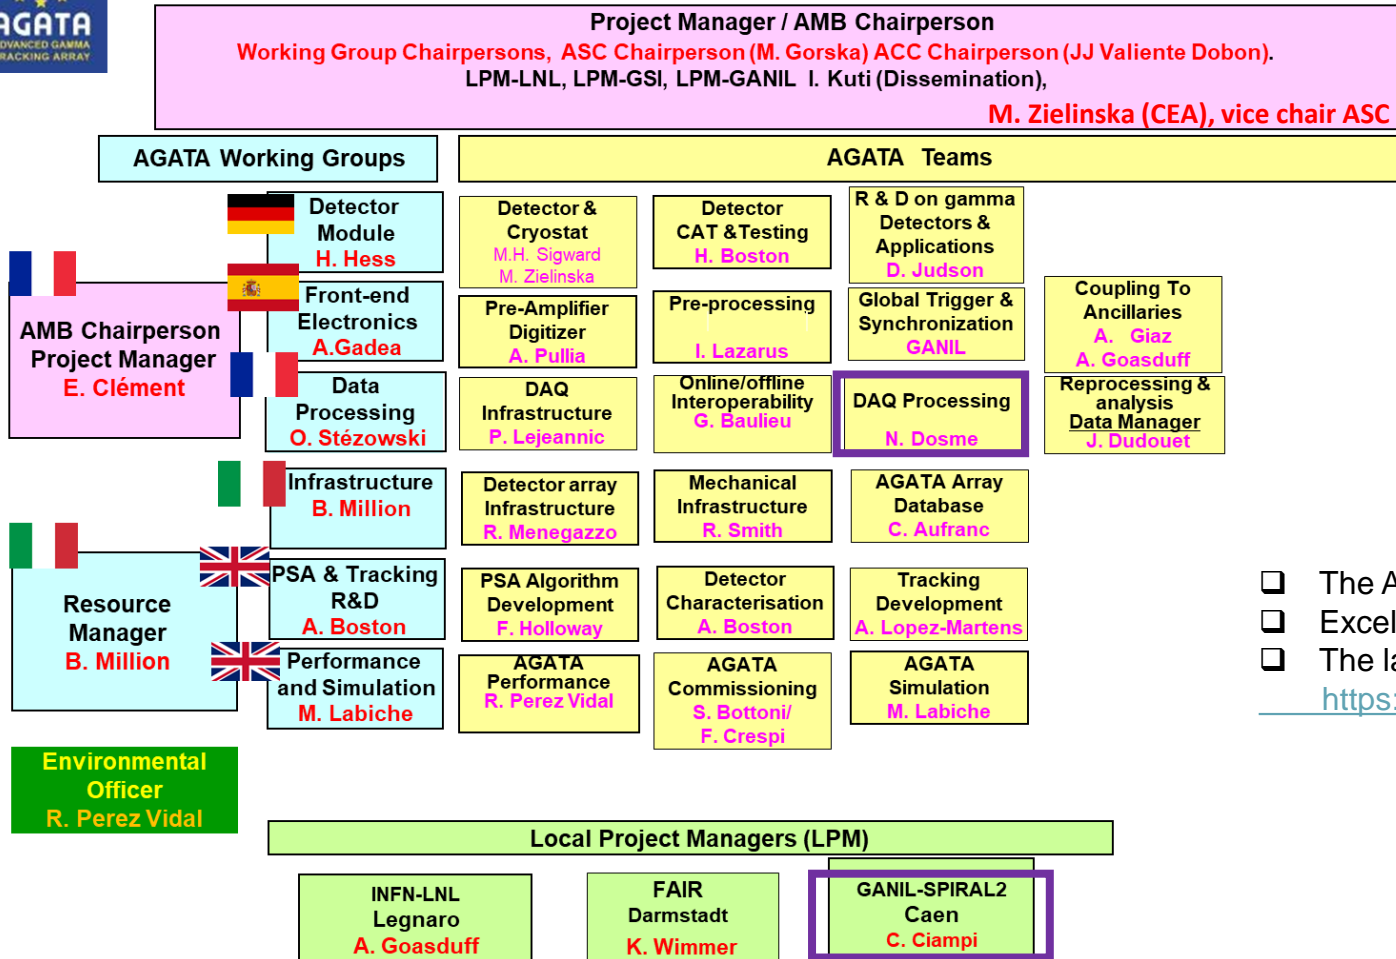 AGATA
ADVANCED GAMMA
TRACKING ARRAY
Project Manager / AMB Chairperson
Working Group Chairpersons, ASC Chairperson (M. Gorska) ACC Chairperson (JJ Valiente Dobon).
LPM-LNL, LPM-GSI, LPM-GANIL I. Kuti (Dissemination),
M. Zielinska (CEA), vice chair ASC
AGATA Working Groups
AGATA Teams
Detector
Module
H. Hess
Detector &
Cryostat
M.H. Sigward
M. Zielinska
Detector
CAT &Testing
H. Boston
R & D on gamma
Detectors &
Applications
D. Judson
AMB Chairperson
Project Manager
E. Clément
Front-end
Electronics
A.Gadea
Pre-Amplifier
Digitizer
A. Pullia
Pre-processing
I. Lazarus
Global Trigger &
Synchronization
GANIL
Coupling To
Ancillaries
A. Giaz
A. Goasduff
Data
Processing
O. Stézowski
DAQ
Infrastructure
P. Lejeannic
Online/offline
Interoperability
G. Baulieu
DAQ Processing
N. Dosme
Reprocessing &
analysis
Data Manager
J. Dudouet
Infrastructure
B. Million
Detector array
Infrastructure
R. Menegazzo
Mechanical
Infrastructure
R. Smith
AGATA Array
Database
C. Aufranc
Resource
Manager
B. Million
PSA & Tracking
R&D
A. Boston
PSA Algorithm
Development
F. Holloway
Detector
Characterisation
A. Boston
Tracking
Development
A. Lopez-Martens
Performance
and Simulation
M. Labiche
AGATA
Performance
R. Perez Vidal
AGATA
Commissioning
S. Bottoni/
F. Crespi
AGATA
Simulation
M. Labiche
The A
Excel
The la
https:
Environmental
Officer
R. Perez Vidal
Local Project Managers (LPM)
INFN-LNL
Legnaro
A. Goasduff
FAIR
Darmstadt
K. Wimmer
GANIL-SPIRAL2
Caen
C. Ciampi